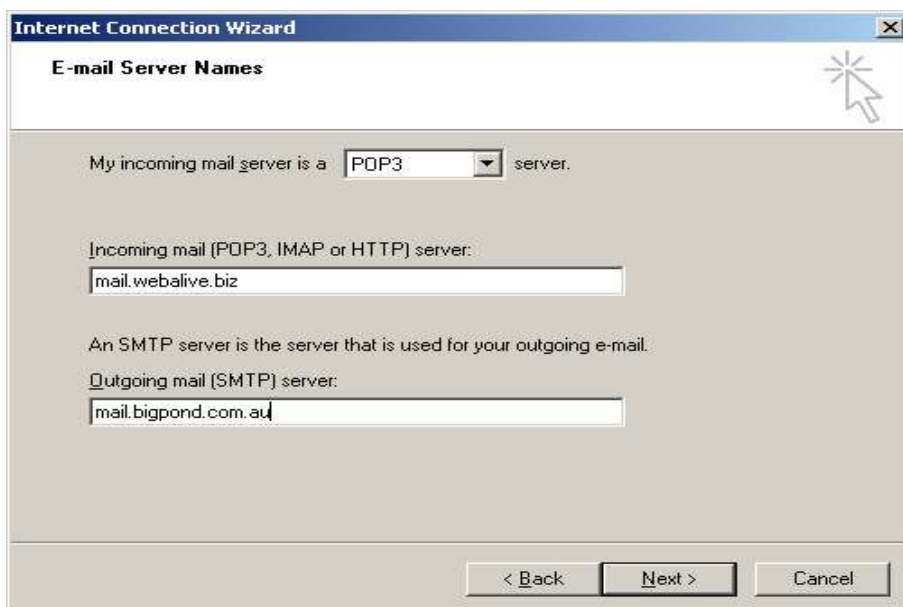 Internet Connection Wizard
E-mail Server Names
My incoming mail server is a POP3 server.
Incoming mail (POP3, IMAP or HTTP) server:
mail.webalive.biz
An SMTP server is the server that is used for your outgoing e-mail.
Outgoing mail (SMTP) server:
mail.bigpond.com.au
< Back Next > Cancel